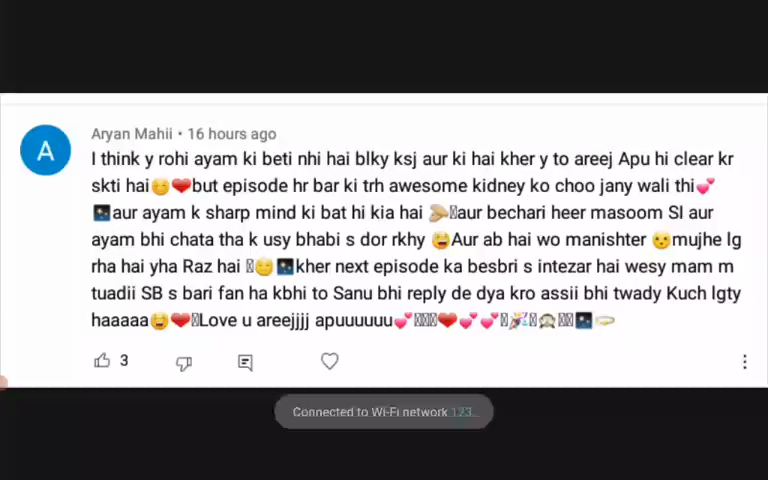 A
Aryan Mahii • 16 hours ago
I think y rohi ayam ki beti nhi hai blky ksj aur ki hai kher y to areej Apu hi clear kr
skti hai😊❤️but episode hr bar ki trh awesome kidney ko choo jany wali thi💕
🌃aur ayam k sharp mind ki bat hi kia hai aur bechari heer masoom SI aur
ayam bhi chata tha k usy bhabi s dor rkhy 😄Aur ab hai wo manishter 😗mujhe lg
rha hai yha Raz hai 😏🌃kher next episode ka besbri s intezar hai wesy mam m
tuadii SB s bari fan ha kbhi to Sanu bhi reply de dya kro assii bhi twady Kuch lgty
haaaaa😄❤️Love u areejjjj apuuuuuu💕❤️💕💕🎉🙊🌃
3
Connected to Wi-Fi network 123.